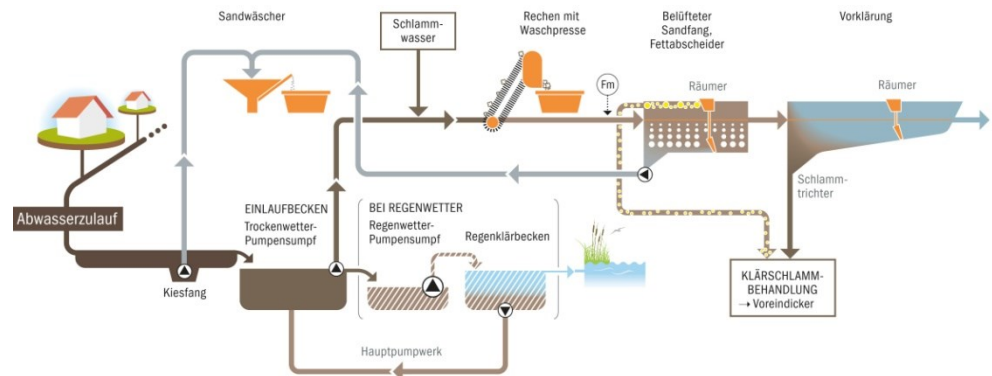 Sandwäscher
Schlamm-
wasser
Rechen mit
Waschpresse
Belüfteter
Sandfang,
Fettabscheider
Vorklärung
Fm
Räumer
Räumer
Abwasserzulauf
Kiesfang
EINLAUFBECKEN
Trockenwetter-
Pumpensumpf
BEI REGENWETTER
Regenwetter-
Pumpensumpf
Regenklärbecken
Schlamm-
trichter
KLÄRSCHLAMM-
BEHANDLUNG
→ Voreindicker
Hauptpumpwerk